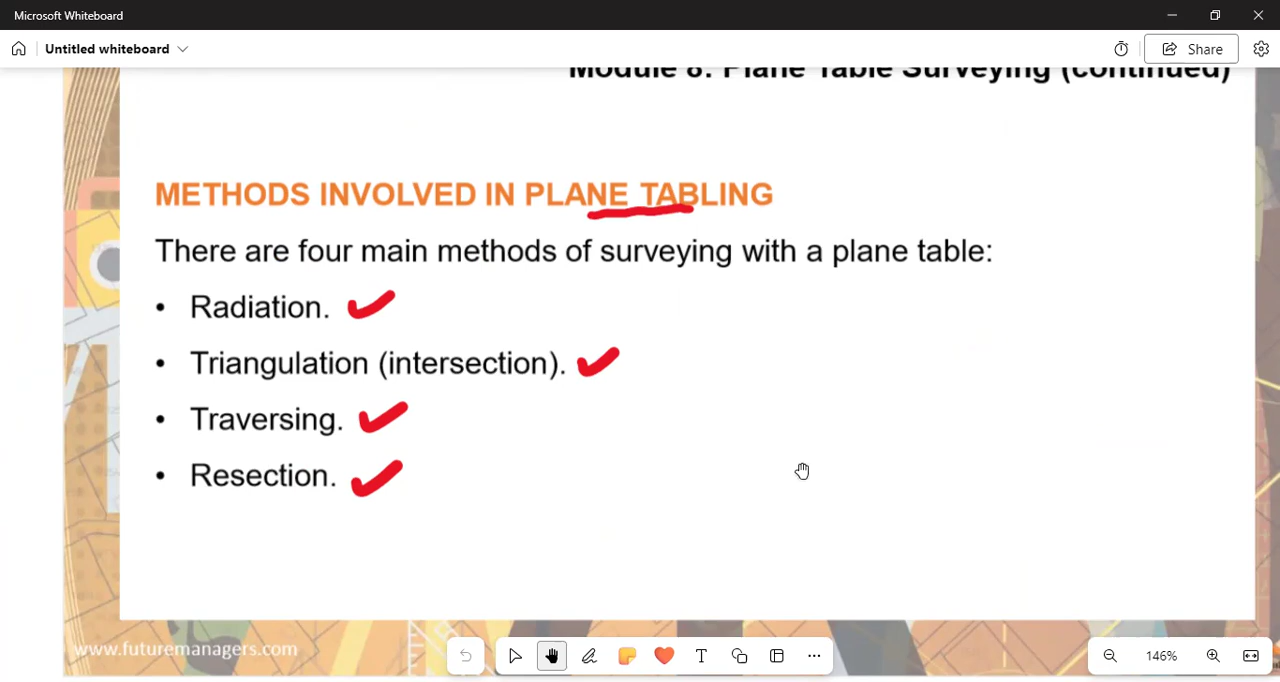 Microsoft Whiteboard
Untitled whiteboard
Share
Module 8: Plane Table Surveying (continued)
METHODS INVOLVED IN PLANE TABLING
There are four main methods of surveying with a plane table:
• Radiation.
• Triangulation (intersection).
• Traversing.
• Resection.
www.futuremanagers.com
146%